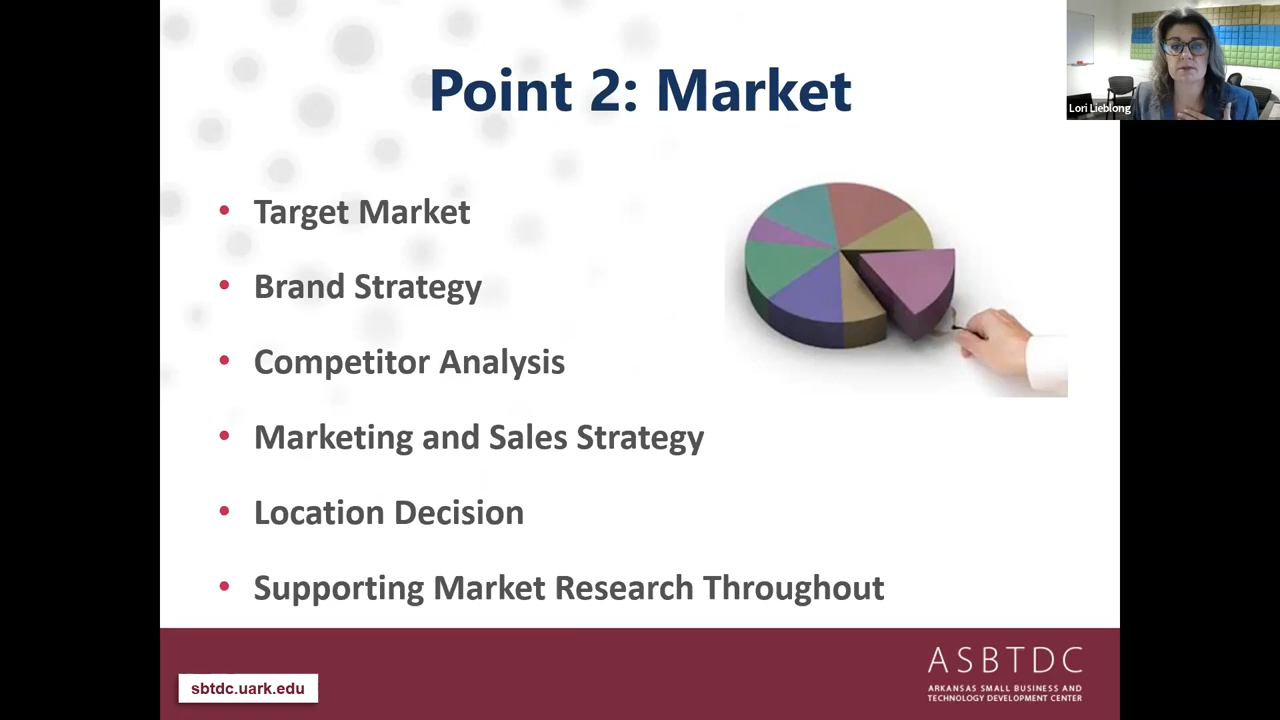 Point 2: Market
Lori Lieblong
• Target Market
• Brand Strategy
• Competitor Analysis
• Marketing and Sales Strategy
• Location Decision
• Supporting Market Research Throughout
sbtdc.uark.edu
ASBTDC
ARKANSAS SMALL BUSINESS AND
TECHNOLOGY DEVELOPMENT CENTER